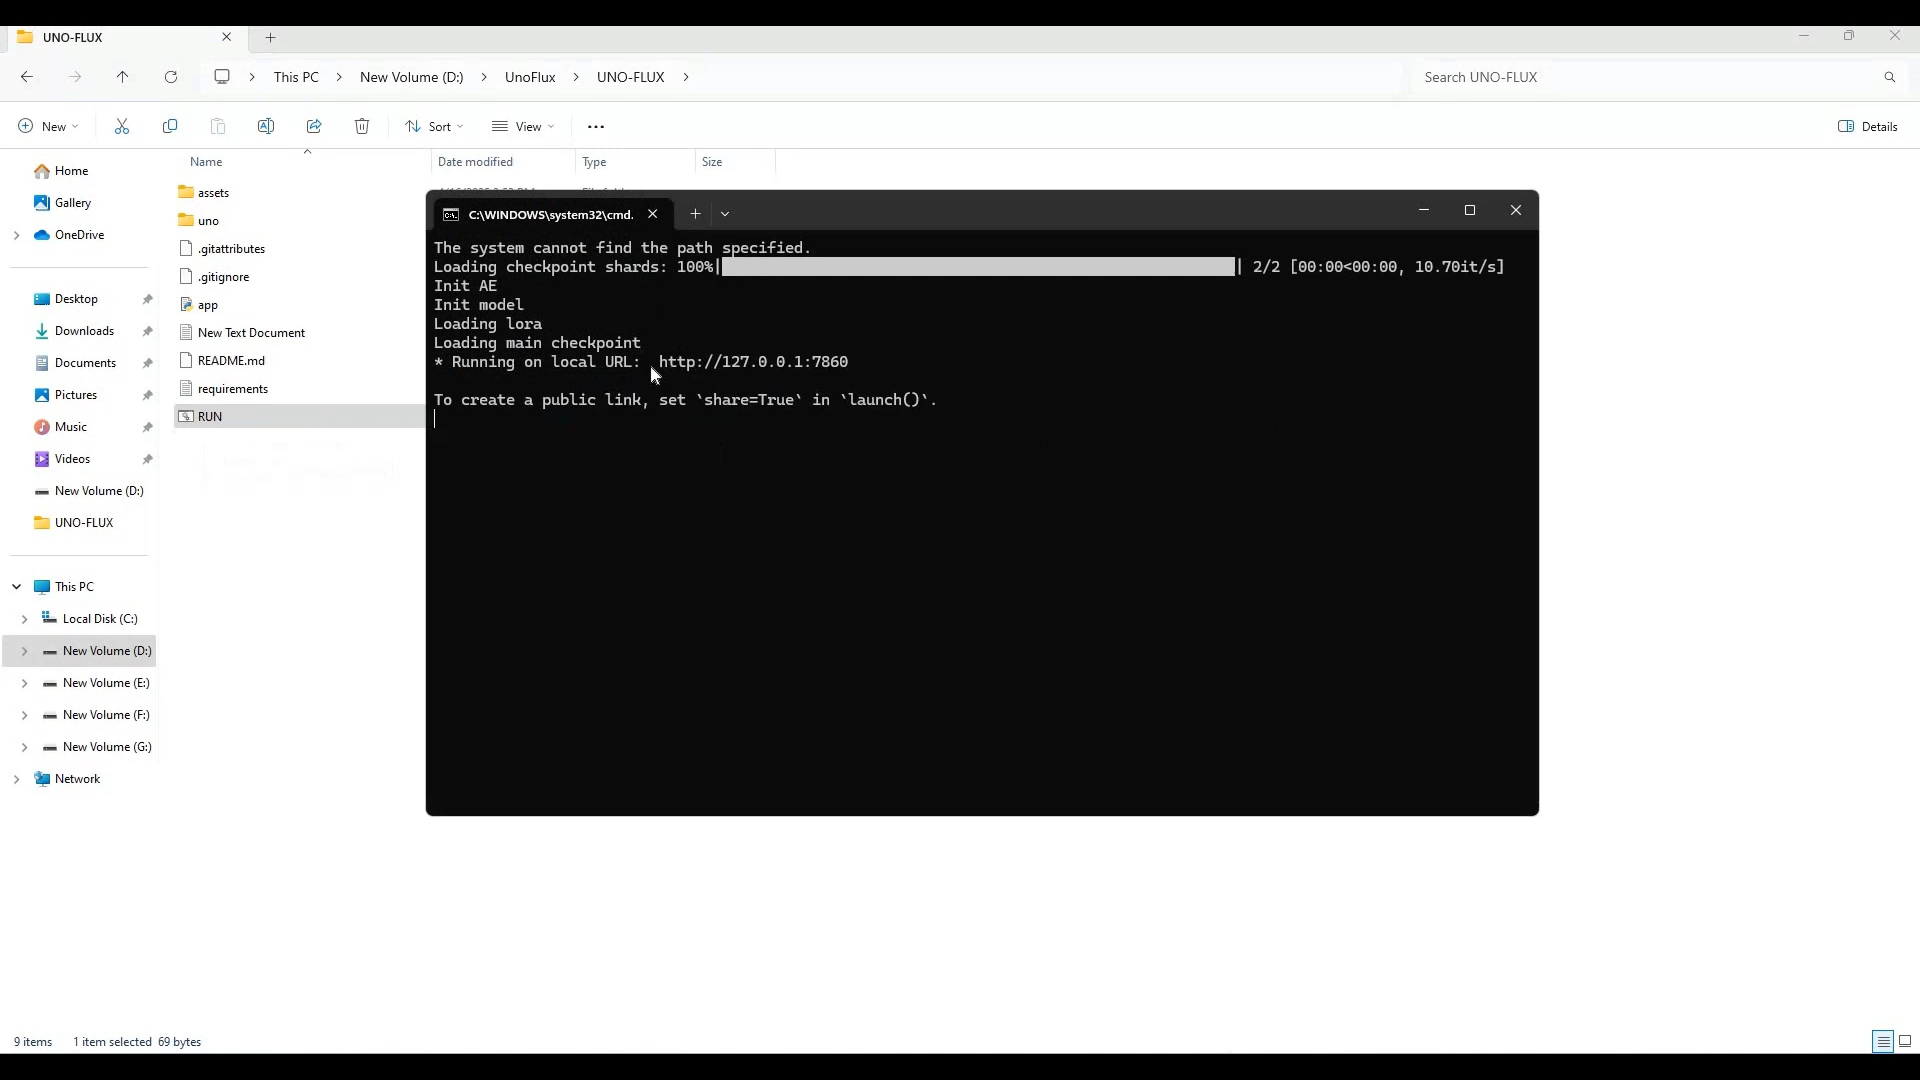 UNO-FLUX
This PC
New Volume (D:)
UnoFlux
UNO-FLUX
Search UNO-FLUX
New
Sort
View
Details
Name
Date modified
Type
Size
Home
Gallery
OneDrive
Desktop
Downloads
Documents
Pictures
Music
Videos
New Volume (D:)
UNO-FLUX
This PC
Local Disk (C:)
New Volume (D:)
New Volume (E:)
New Volume (F:)
New Volume (G:)
Network
assets
uno
.gitattributes
.gitignore
app
New Text Document
README.md
requirements
RUN
C:\WINDOWS\system32\cmd.
The system cannot find the path specified.
Loading checkpoint shards: 100%| | 2/2 [00:00<00:00, 10.70it/s]
Init AE
Init model
Loading lora
Loading main checkpoint
* Running on local URL:  http://127.0.0.1:7860
To create a public link, set `share=True` in `launch()`.
9 items
1 item selected 69 bytes